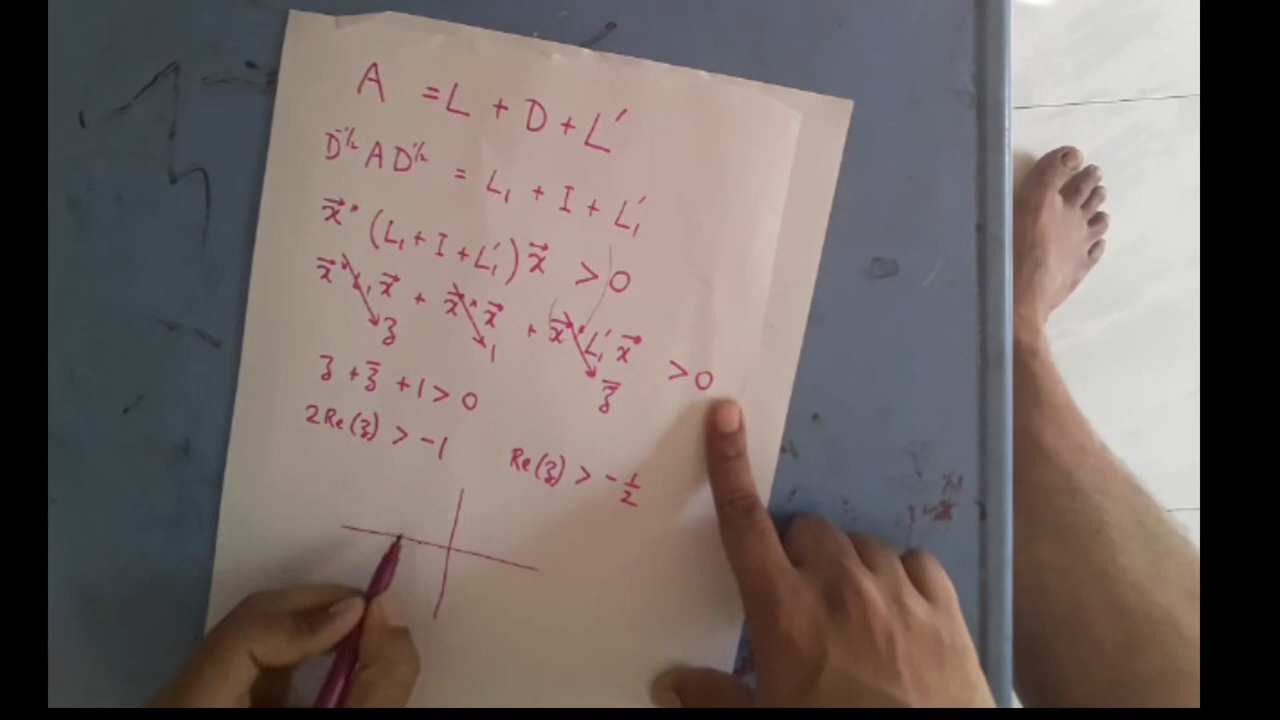 A = L + D + L'
D^-1/2 A D^-1/2 = L₁ + I + L₁'
x⃗* (L₁ + I + L₁') x⃗ > 0
x⃗* L₁ x⃗ + x⃗* x⃗ + x⃗* L₁' x⃗ > 0
z 1 z̄
z + z̄ + 1 > 0
2Re(z) > -1 Re(z) > -1/2